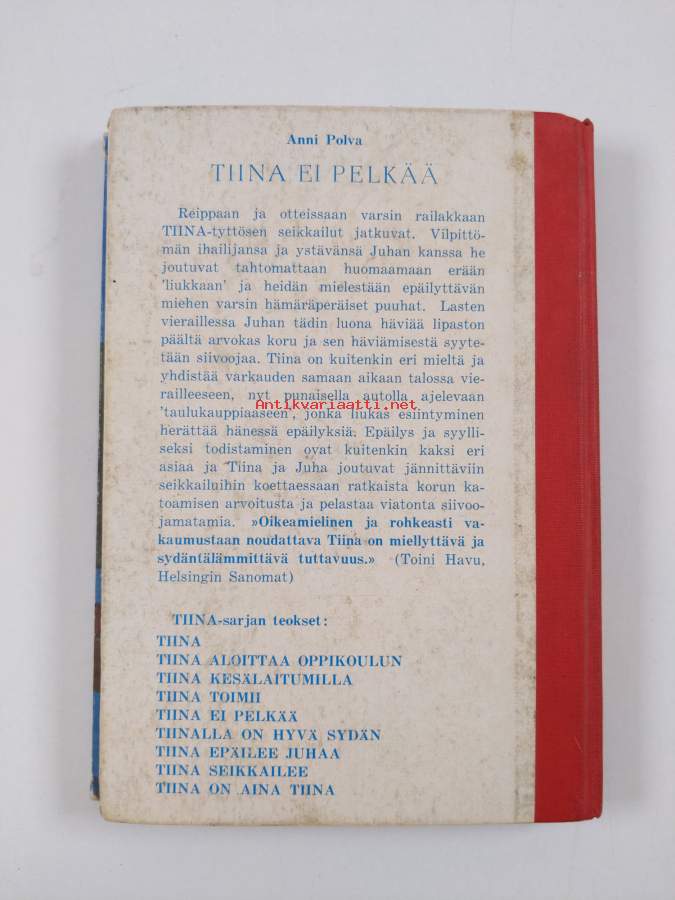 Anni Polva
TIINA EI PELKÄÄ
Reippaan ja otteissaan varsin railakkaan
TIINA-tyttösen seikkailut jatkuvat. Vilpittö-
män ihailijansa ja ystävänsä Juhan kanssa he
joutuvat tahtomattaan huomaamaan erään
'liukkaan' ja heidän mielestään epäilyttävän
miehen varsin hämäräperäiset puuhat. Lasten
vieraillessa Juhan tädin luona häviää lipaston
päältä arvokas koru ja sen häviämisestä syyte-
tään siivoojaa. Tiina on kuitenkin eri mieltä ja
yhdistää varkauden samaan aikaan talossa vie-
railleeseen, nyt punaisella autolla ajelevaan
Antikvariaatti.net
'taulukauppiaaseen', jonka liukas esiintyminen
herättää hänessä epäilyksiä. Epäilys ja syylli-
seksi todistaminen ovat kuitenkin kaksi eri
asiaa ja Tiina ja Juha joutuvat jännittäviin
seikkailuihin koettaessaan ratkaista korun ka-
toamisen arvoitusta ja pelastaa viatonta siivoo-
jamatamia. »Oikeamielinen ja rohkeasti va-
kaumustaan noudattava Tiina on miellyttävä ja
sydäntälämmittävä tuttavuus.» (Toini Havu,
Helsingin Sanomat)
TIINA-sarjan teokset:
TIINA
TIINA ALOITTAA OPPIKOULUN
TIINA KESÄLAITUMILLA
TIINA TOIMII
TIINA EI PELKÄÄ
TIINALLA ON HYVÄ SYDÄN
TIINA EPÄILEE JUHAA
TIINA SEIKKAILEE
TIINA ON AINA TIINA